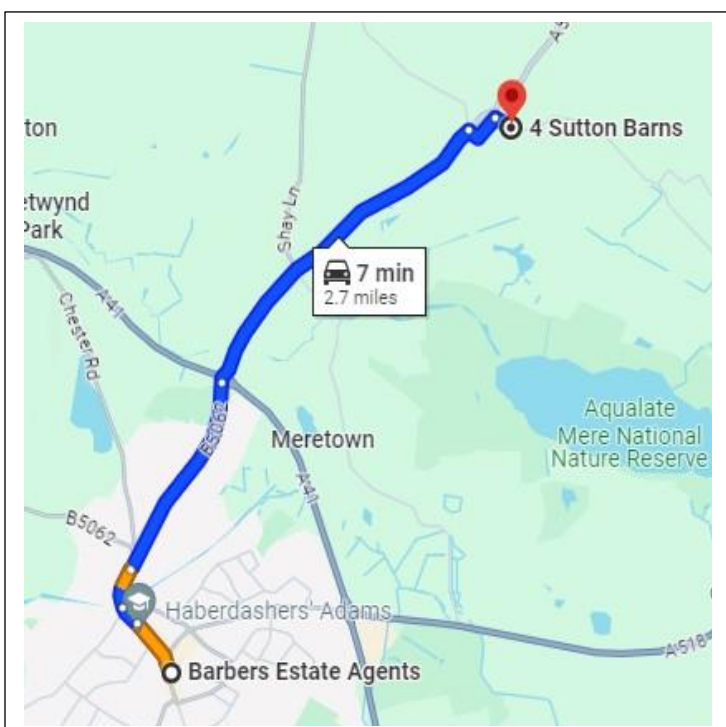 A5
4 Sutton Barns
ton
etwynd
Park
Shay Ln
7 min
2.7 miles
A41
Chester Rd
B5062
Aqualate
Mere National
Nature Reserve
Meretown
A41
B5062
Haberdashers' Adams
A518
Barbers Estate Agents